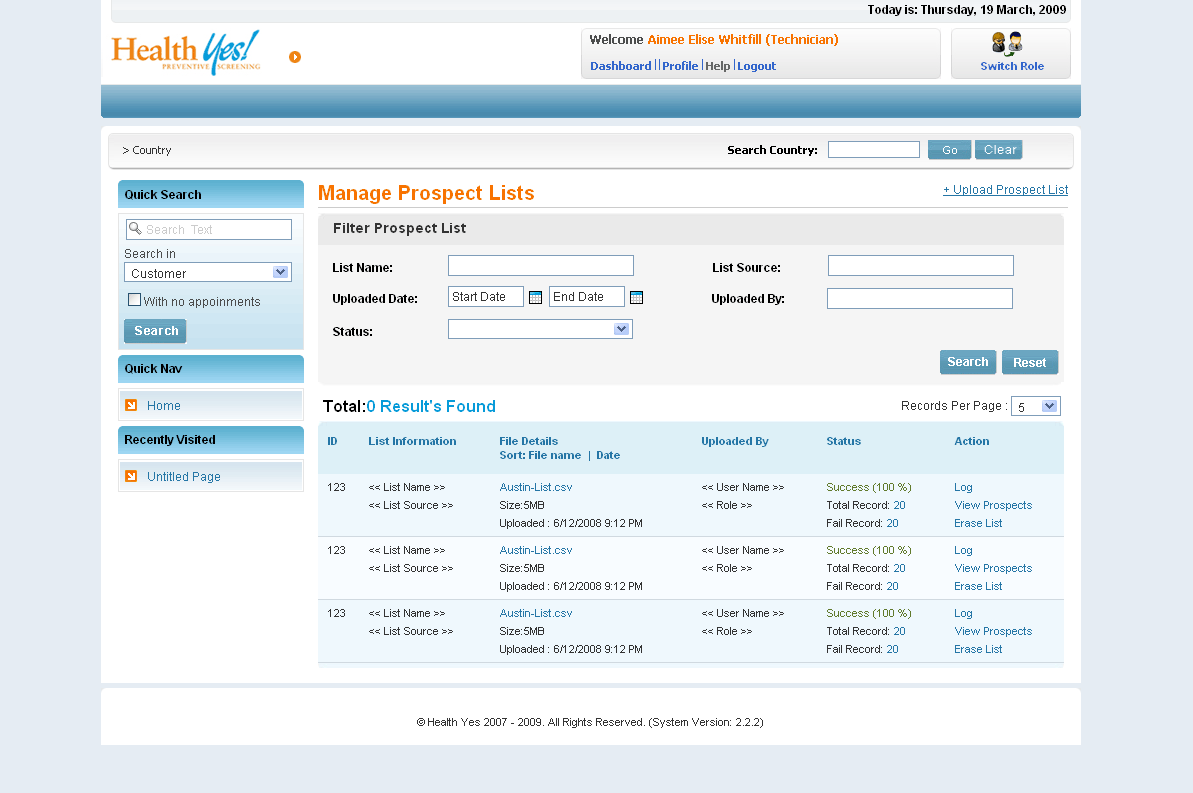 Today is: Thursday, 19 March, 2009
Health Yes!
PREVENTIVE SCREENING
Welcome Aimee Elise Whitfill (Technician)
Dashboard || Profile | Help | Logout
Switch Role
> Country
Search Country:
Go
Clear
Quick Search
Search Text
Search in
Customer
With no appoinments
Search
Quick Nav
Home
Recently Visited
Untitled Page
Manage Prospect Lists
+ Upload Prospect List
Filter Prospect List
List Name:
List Source:
Uploaded Date:
Start Date
End Date
Uploaded By:
Status:
Search
Reset
Total:0 Result's Found
Records Per Page : 5
ID List Information File Details Uploaded By Status Action
Sort: File name | Date
123 << List Name >> Austin-List.csv << User Name >> Success (100 %) Log
<< List Source >> Size:5MB << Role >> Total Record: 20 View Prospects
Uploaded : 6/12/2008 9:12 PM Fail Record: 20 Erase List
123 << List Name >> Austin-List.csv << User Name >> Success (100 %) Log
<< List Source >> Size:5MB << Role >> Total Record: 20 View Prospects
Uploaded : 6/12/2008 9:12 PM Fail Record: 20 Erase List
123 << List Name >> Austin-List.csv << User Name >> Success (100 %) Log
<< List Source >> Size:5MB << Role >> Total Record: 20 View Prospects
Uploaded : 6/12/2008 9:12 PM Fail Record: 20 Erase List
© Health Yes 2007 - 2009. All Rights Reserved. (System Version: 2.2.2)